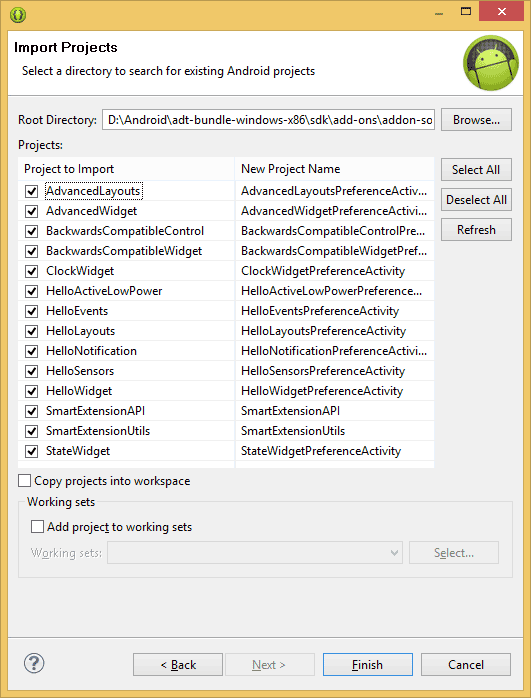 Import Projects
Select a directory to search for existing Android projects
Root Directory: D:\Android\adt-bundle-windows-x86\sdk\add-ons\addon-so Browse...
Projects:
Project to Import New Project Name Select All
AdvancedLayouts AdvancedLayoutsPreferenceActiv...
Deselect All
AdvancedWidget AdvancedWidgetPreferenceActivi...
BackwardsCompatibleControl BackwardsCompatibleControlPre... Refresh
BackwardsCompatibleWidget BackwardsCompatibleWidgetPref...
ClockWidget ClockWidgetPreferenceActivity
HelloActiveLowPower HelloActiveLowPowerPreference...
HelloEvents HelloEventsPreferenceActivity
HelloLayouts HelloLayoutsPreferenceActivity
HelloNotification HelloNotificationPreferenceActivi...
HelloSensors HelloSensorsPreferenceActivity
HelloWidget HelloWidgetPreferenceActivity
SmartExtensionAPI SmartExtensionAPI
SmartExtensionUtils SmartExtensionUtils
StateWidget StateWidgetPreferenceActivity
Copy projects into workspace
Working sets
Add project to working sets
Working sets: Select...
? < Back Next > Finish Cancel